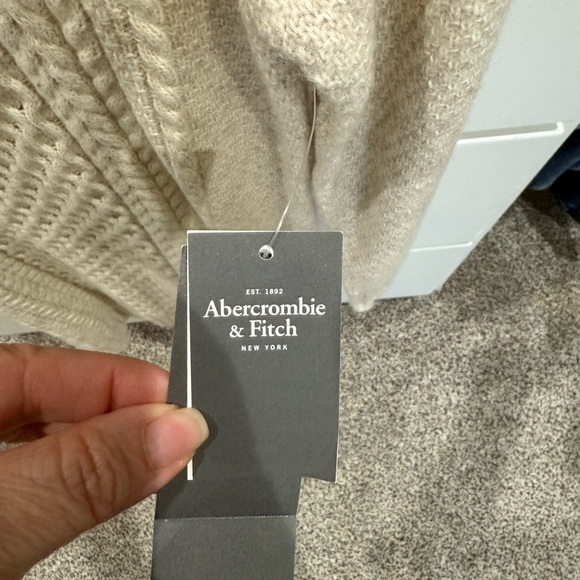 EST. 1892
Abercrombie
& Fitch
NEW YORK